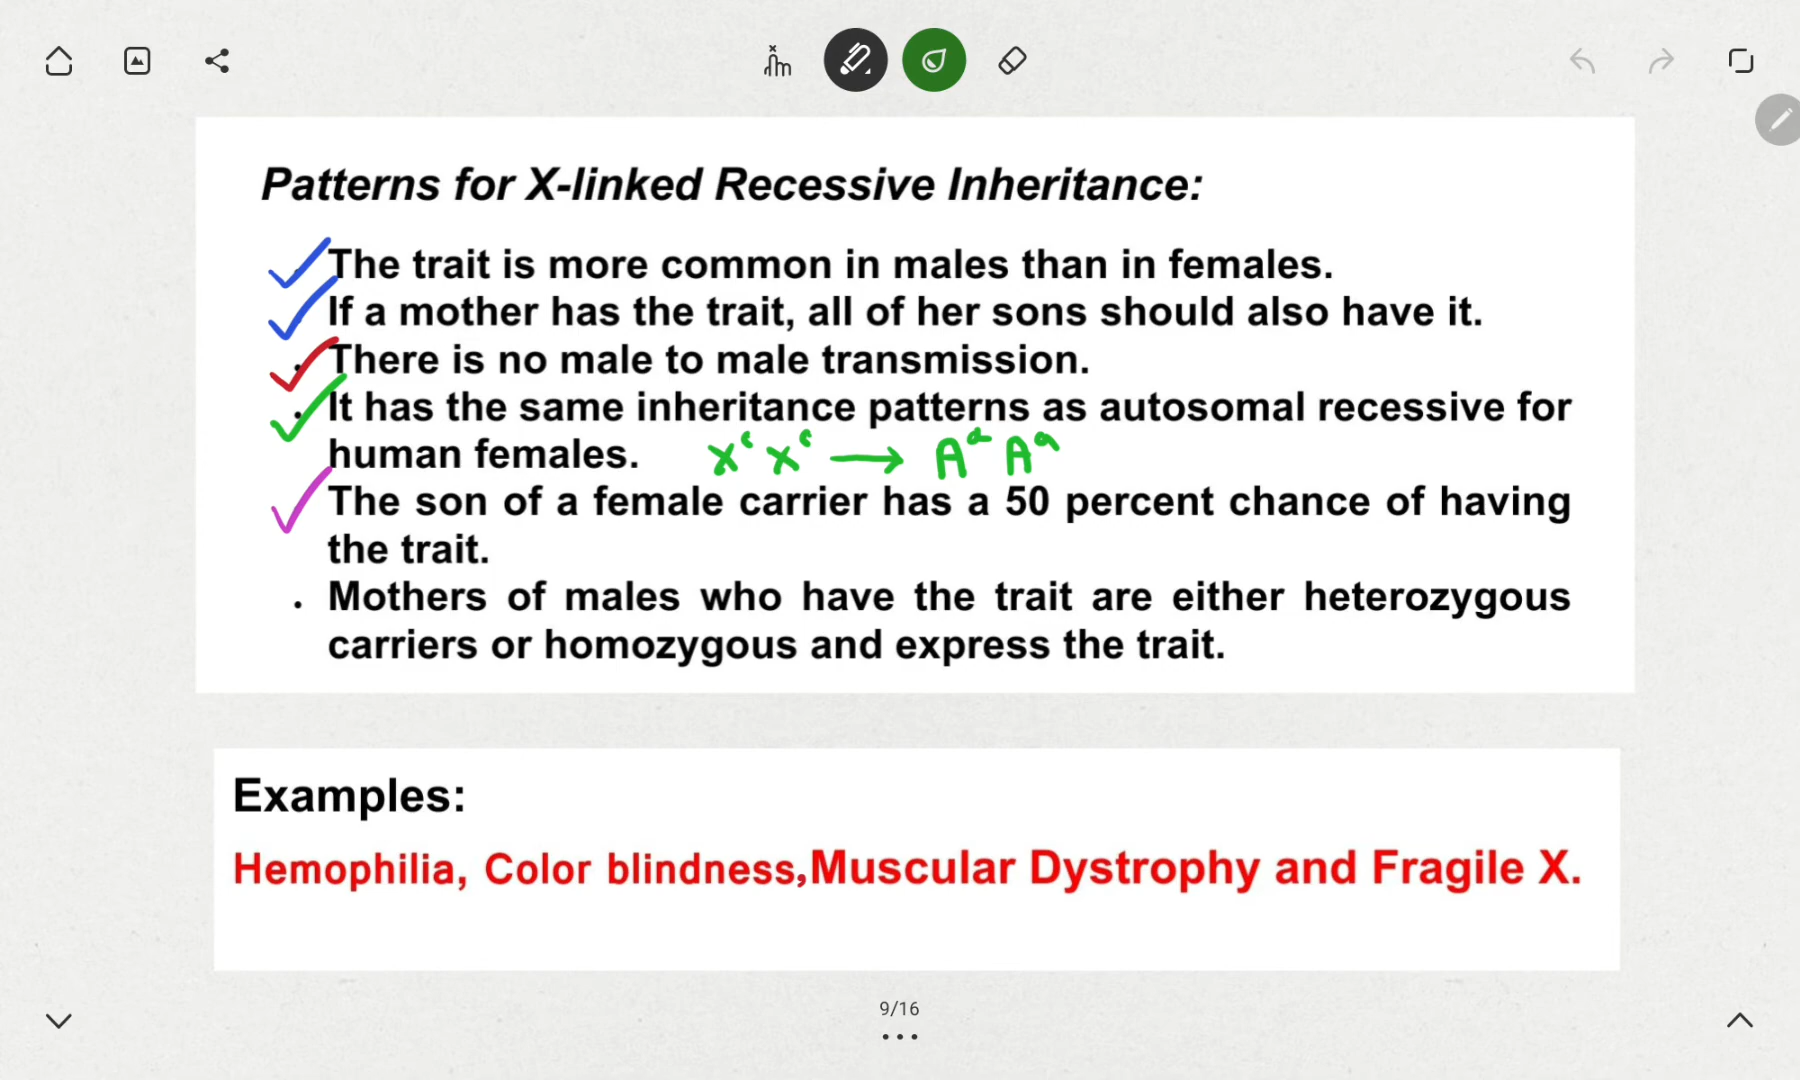 Patterns for X-linked Recessive Inheritance:
The trait is more common in males than in females.
If a mother has the trait, all of her sons should also have it.
There is no male to male transmission.
It has the same inheritance patterns as autosomal recessive for
human females. XᶜXᶜ → AᵃAᵃ
The son of a female carrier has a 50 percent chance of having
the trait.
• Mothers of males who have the trait are either heterozygous
carriers or homozygous and express the trait.
Examples:
Hemophilia, Color blindness,Muscular Dystrophy and Fragile X.
9/16